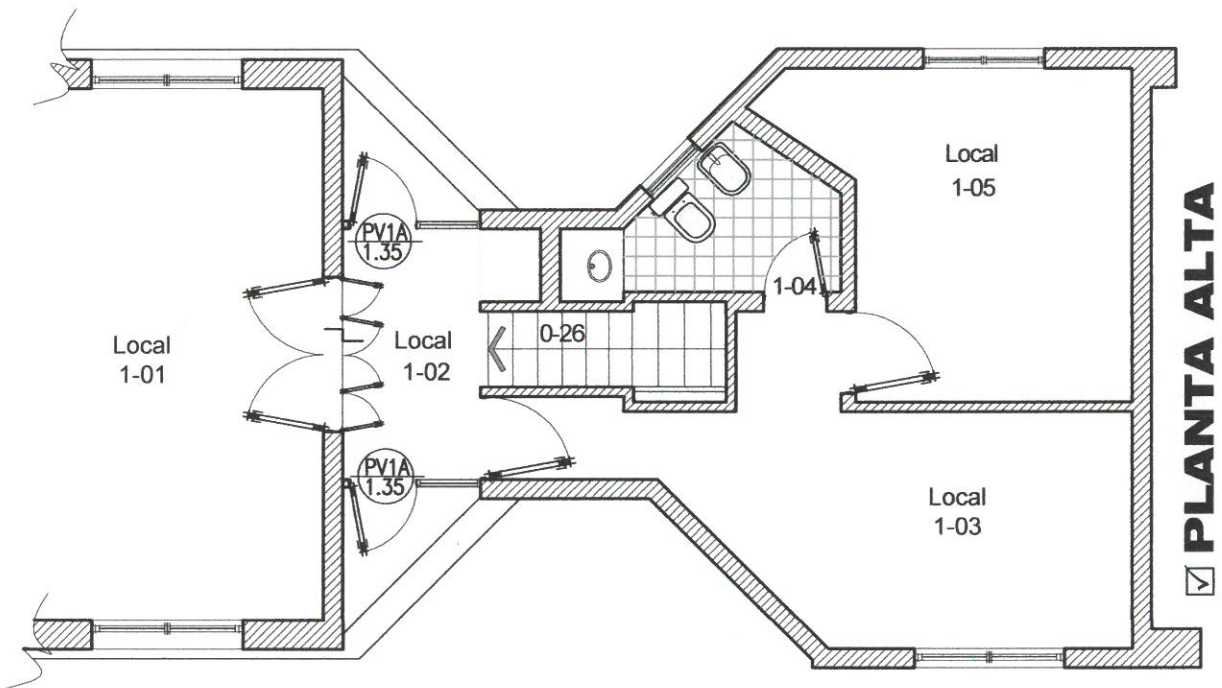 Local
1-05
PV1A
1.35
1-04
0-26
Local
1-01
Local
1-02
PV1A
1.35
Local
1-03
PLANTA ALTA